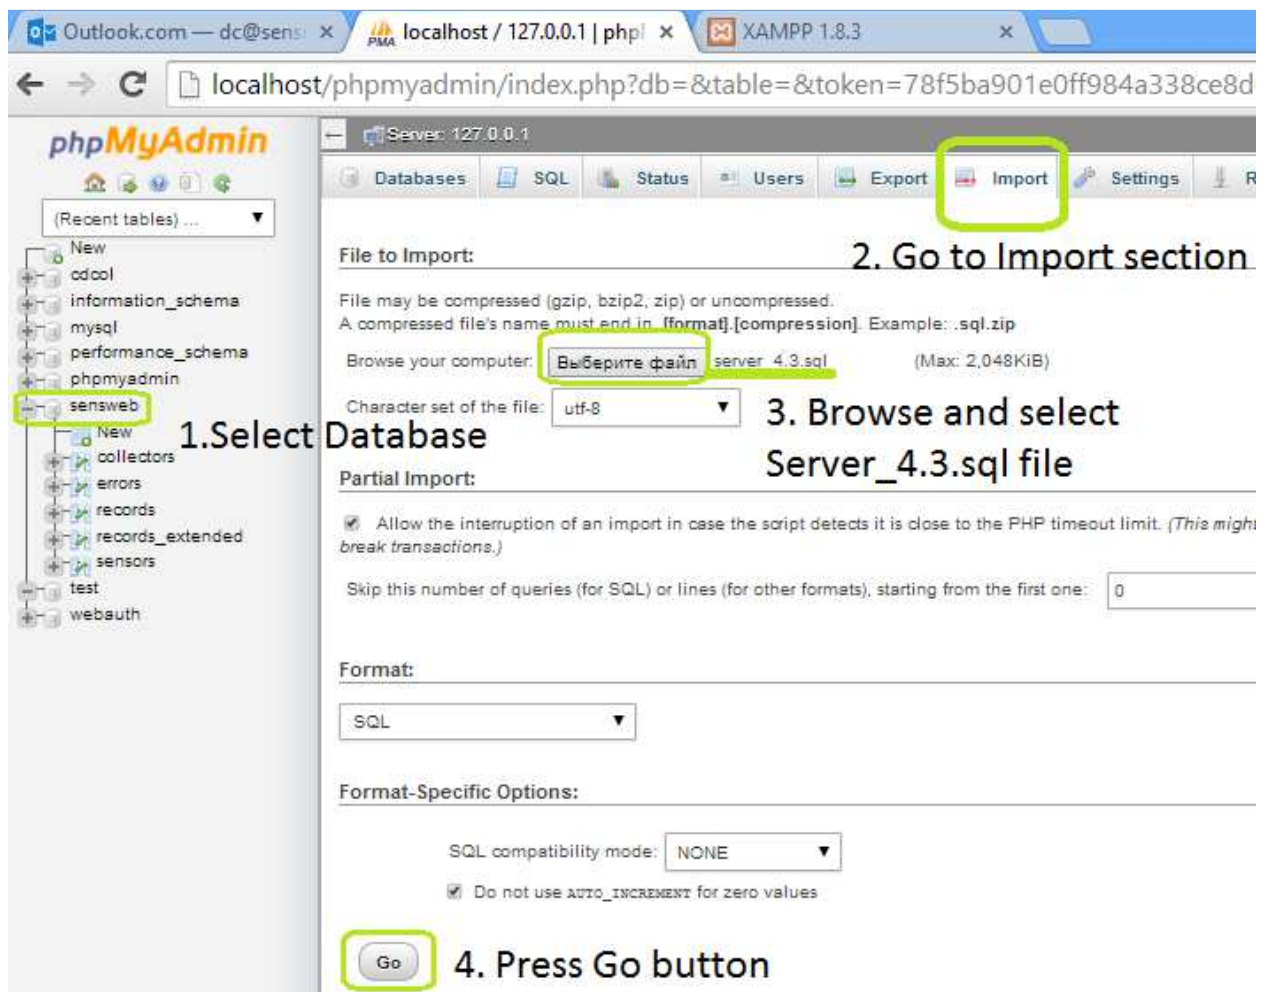 Outlook.com — dc@sens
localhost / 127.0.0.1 | phpl
XAMPP 1.8.3
localhost/phpmyadmin/index.php?db=&table=&token=78f5ba901e0ff984a338ce8d
phpMyAdmin
Server: 127.0.0.1
Databases SQL Status Users Export Import Settings R
(Recent tables) ...
New
cdcol
information_schema
mysql
performance_schema
phpmyadmin
sensweb
New
collectors
errors
records
records_extended
sensors
test
webauth
1.Select Database
2. Go to Import section
File to Import:
File may be compressed (gzip, bzip2, zip) or uncompressed.
A compressed file's name must end in .[format].[compression]. Example: .sql.zip
Browse your computer: Выберите файл server_4.3.sql (Max: 2,048KiB)
Character set of the file: utf-8
3. Browse and select
Server_4.3.sql file
Partial Import:
Allow the interruption of an import in case the script detects it is close to the PHP timeout limit. (This might
break transactions.)
Skip this number of queries (for SQL) or lines (for other formats), starting from the first one: 0
Format:
SQL
Format-Specific Options:
SQL compatibility mode: NONE
Do not use AUTO_INCREMENT for zero values
Go
4. Press Go button